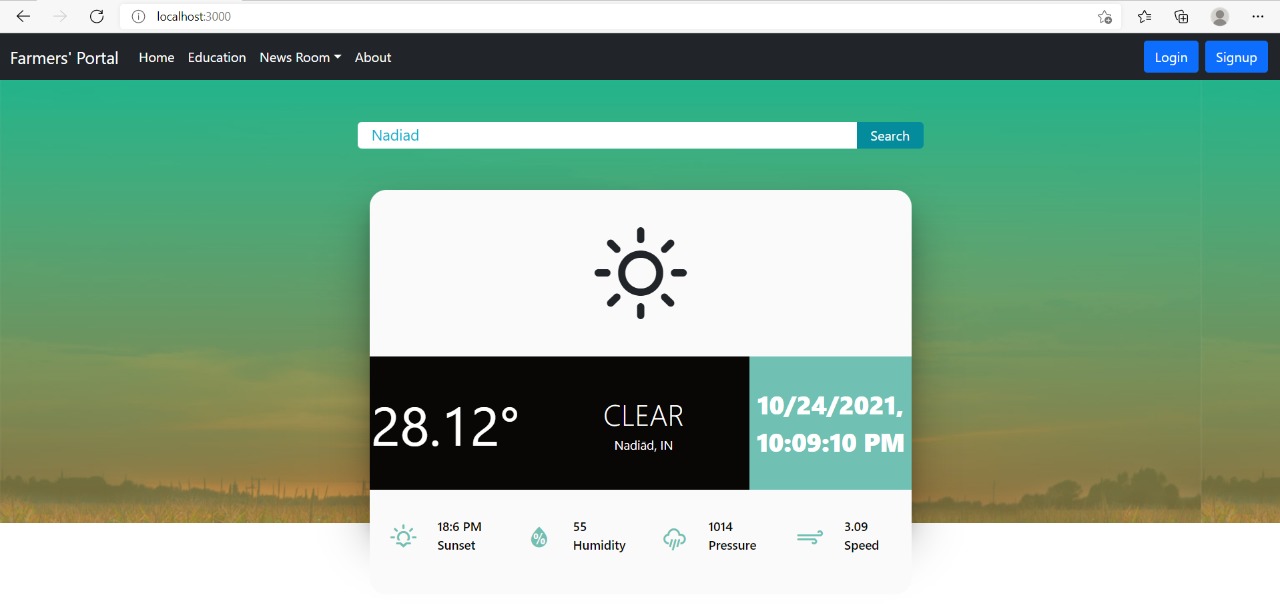 localhost:3000
Farmers' Portal Home Education News Room About Login Signup
Nadiad Search
28.12°
CLEAR
Nadiad, IN
10/24/2021,
10:09:10 PM
18:6 PM
Sunset
55
Humidity
1014
Pressure
3.09
Speed